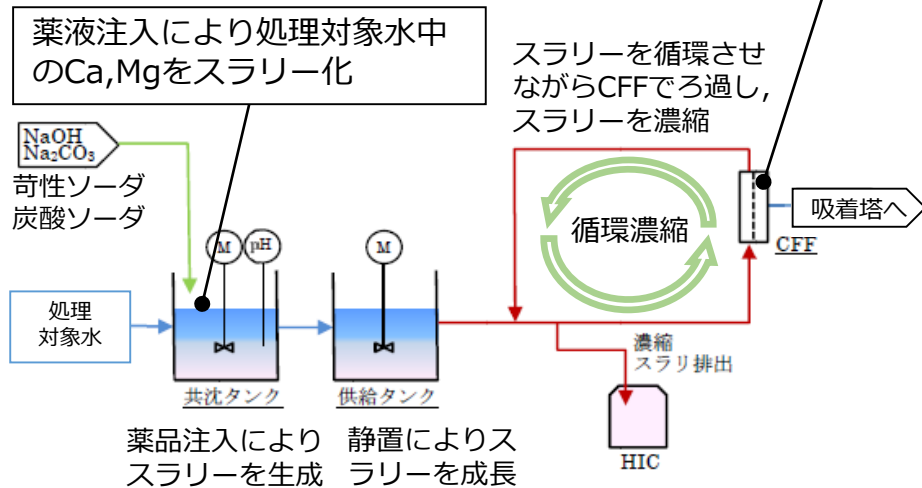 薬液注入により処理対象水中
のCa,Mgをスラリー化
スラリーを循環させ
ながらCFFでろ過し,
スラリーを濃縮
NaOH
Na₂CO₃
苛性ソーダ
炭酸ソーダ
循環濃縮
吸着塔へ
CFF
M
pH
M
処理
対象水
濃縮
スラリ排出
共沈タンク
供給タンク
薬品注入により
スラリーを生成
静置によりス
ラリーを成長
HIC